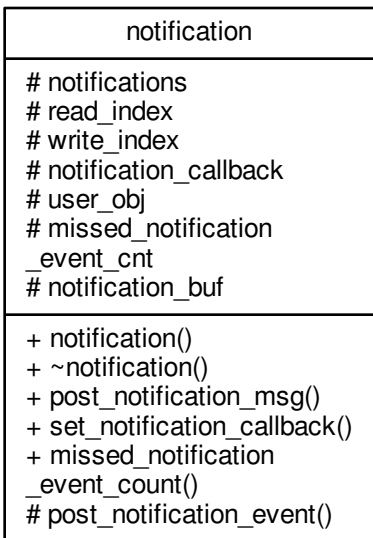 notification
# notifications
# read_index
# write_index
# notification_callback
# user_obj
# missed_notification
_event_cnt
# notification_buf
+ notification()
+ ~notification()
+ post_notification_msg()
+ set_notification_callback()
+ missed_notification
_event_count()
# post_notification_event()